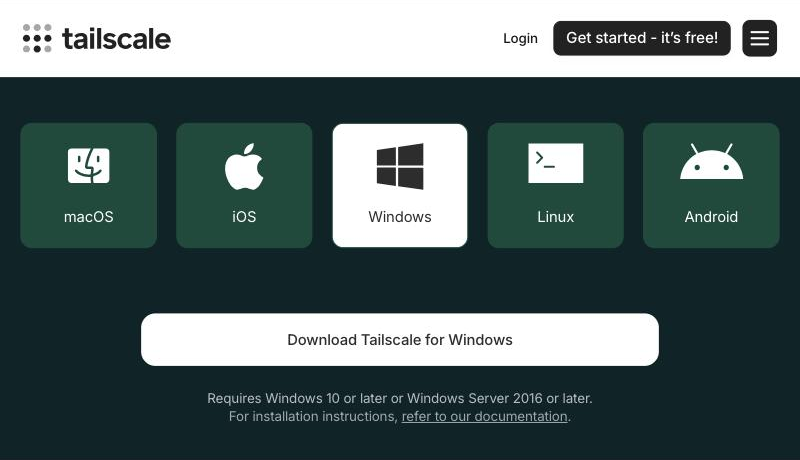 tailscale
Login
Get started - it’s free!
macOS
iOS
>_
Windows
Linux
Android
Download Tailscale for Windows
Requires Windows 10 or later or Windows Server 2016 or later.
For installation instructions, refer to our documentation.